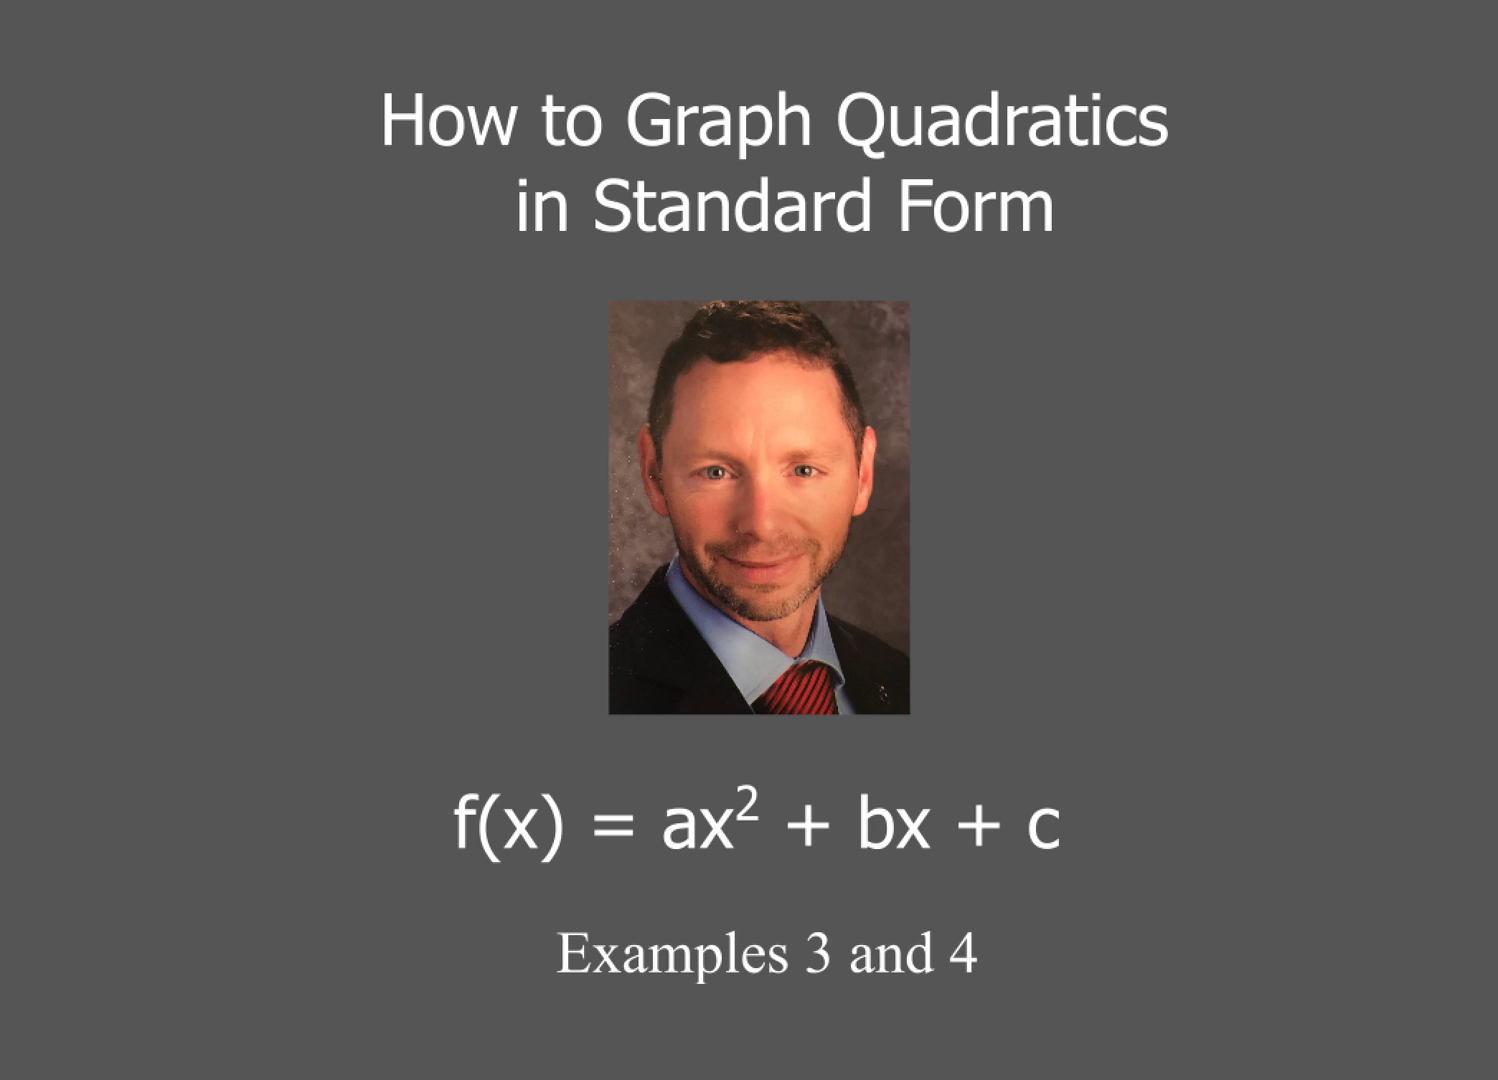 How to Graph Quadratics
in Standard Form
f(x) = ax² + bx + c
Examples 3 and 4